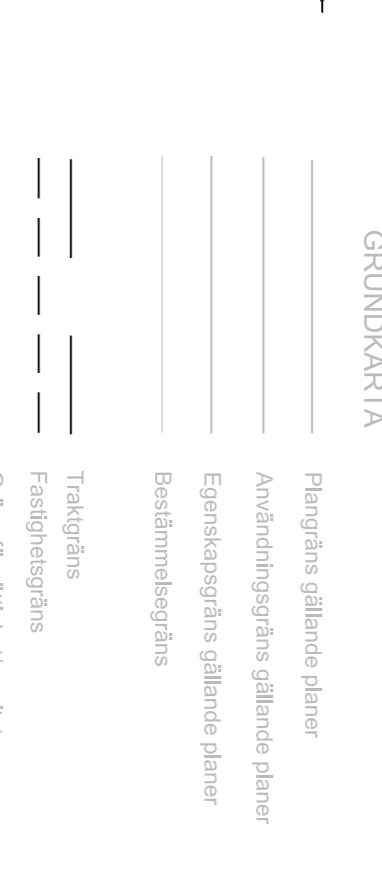 GRUNDKARTA
Plangräns gällande planer
Användningsgräns gällande planer
Egenskapsgräns gällande planer
Bestämmelsegräns
Traktgräns
Fastighetsgräns